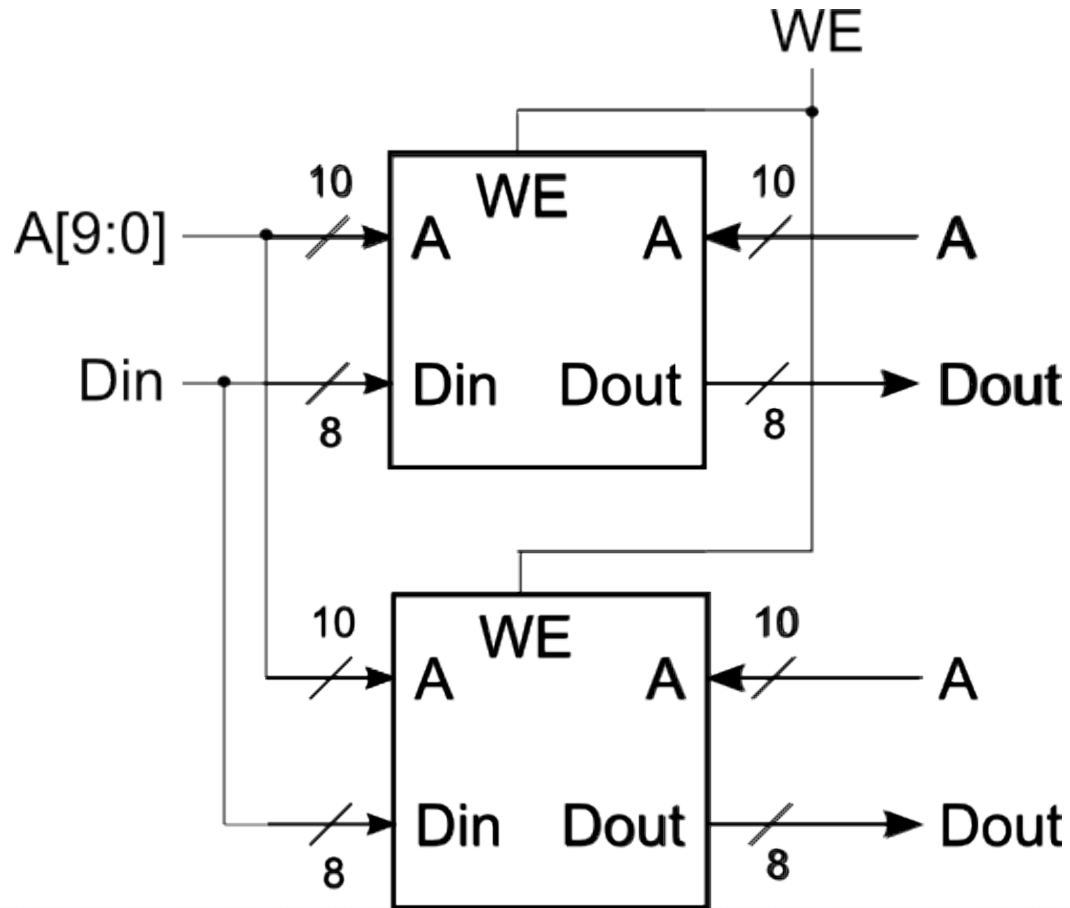 WE
10 WE 10
A[9:0] A A A
Din Din Dout Dout
8 8
10 WE 10
A A A
Din Dout Dout
8 8